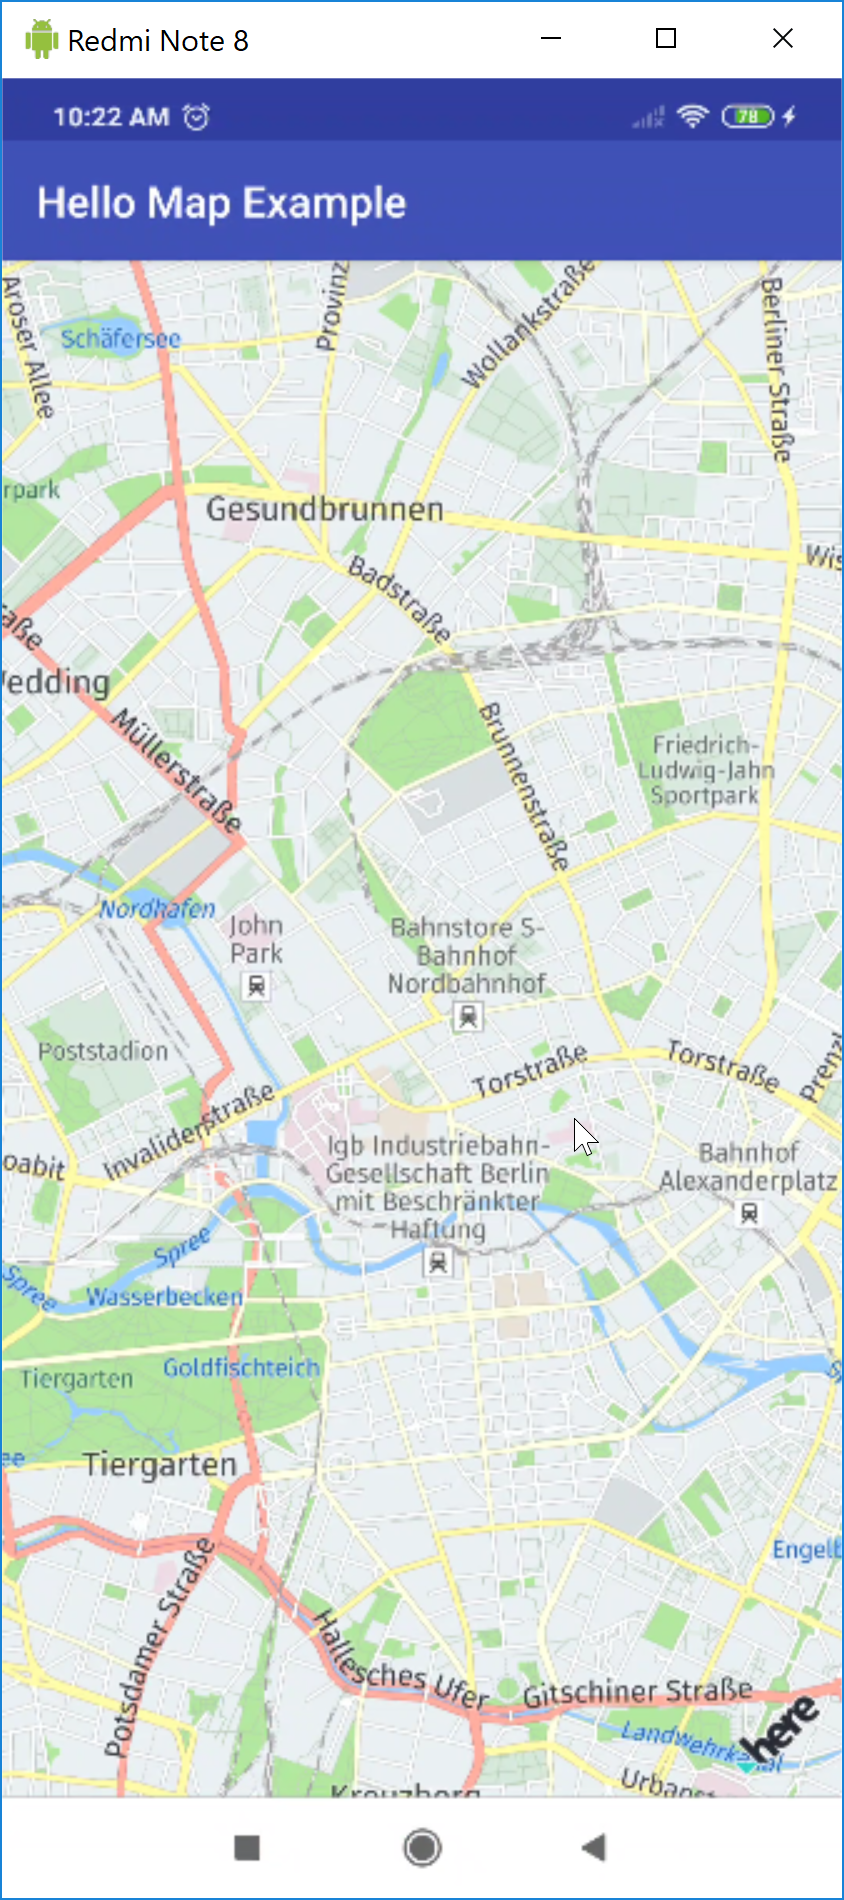 Redmi Note 8
10:22 AM
78
Hello Map Example
Aroser Allee
Schäfersee
Provinz
Wollankstraße
Berliner Straße
rpark
Gesundbrunnen
Wis
Badstraße
raße
edding
Müllerstraße
Brunnenstraße
Friedrich-
Ludwig-Jahn
Sportpark
Nordhafen
John
Park
Bahnstore S-
Bahnhof
Nordbahnhof
Poststadion
Torstraße
Torstraße
Prenzl
Invalidenstraße
oabit
Igb Industriebahn-
Gesellschaft Berlin
mit Beschränkter
Haftung
Bahnhof
Alexanderplatz
Spree
Spree
Wasserbecken
Tiergarten
Goldfischteich
S
ee
Tiergarten
Engelb
Potsdamer Straße
Hallesches Ufer
Gitschiner Straße
Landwehrkanal
here
Kreuzberg
Urbanst